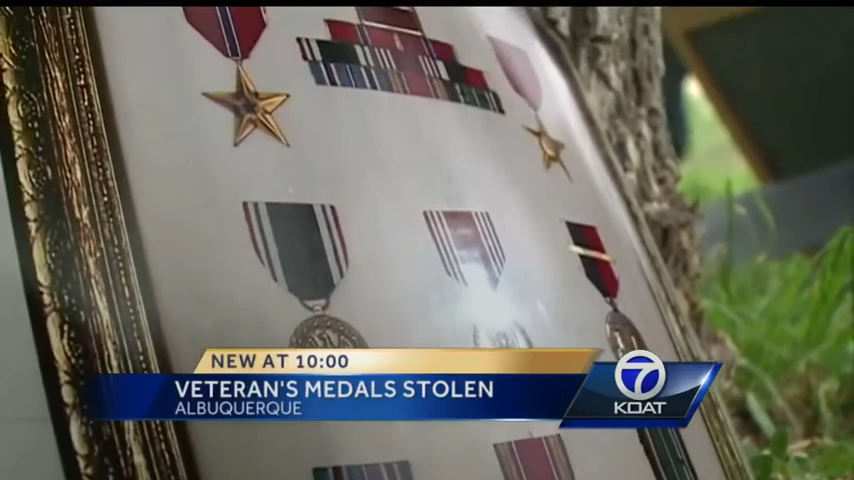 NEW AT 10:00
VETERAN'S MEDALS STOLEN
ALBUQUERQUE
7
KOAT